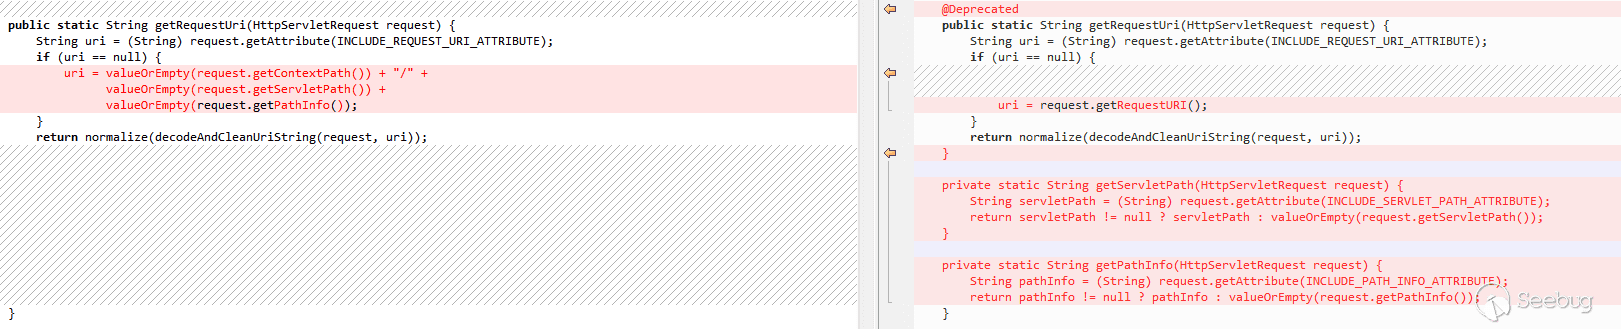 public static String getRequestUri(HttpServletRequest request) {
String uri = (String) request.getAttribute(INCLUDE_REQUEST_URI_ATTRIBUTE);
if (uri == null) {
uri = valueOrEmpty(request.getContextPath()) + "/" +
valueOrEmpty(request.getServletPath()) +
valueOrEmpty(request.getPathInfo());
}
return normalize(decodeAndCleanUriString(request, uri));
}
@Deprecated
public static String getRequestUri(HttpServletRequest request) {
String uri = (String) request.getAttribute(INCLUDE_REQUEST_URI_ATTRIBUTE);
if (uri == null) {
uri = request.getRequestURI();
}
return normalize(decodeAndCleanUriString(request, uri));
}
private static String getServletPath(HttpServletRequest request) {
String servletPath = (String) request.getAttribute(INCLUDE_SERVLET_PATH_ATTRIBUTE);
return servletPath != null ? servletPath : valueOrEmpty(request.getServletPath());
}
private static String getPathInfo(HttpServletRequest request) {
String pathInfo = (String) request.getAttribute(INCLUDE_PATH_INFO_ATTRIBUTE);
return pathInfo != null ? pathInfo : valueOrEmpty(request.getPathInfo());
}
Seebug